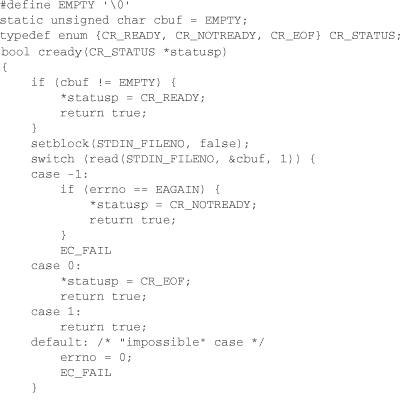 #define EMPTY '\0'
static unsigned char cbuf = EMPTY;
typedef enum {CR_READY, CR_NOTREADY, CR_EOF} CR_STATUS;
bool cready(CR_STATUS *statusp)
{
    if (cbuf != EMPTY) {
        *statusp = CR_READY;
        return true;
    }
    setblock(STDIN_FILENO, false);
    switch (read(STDIN_FILENO, &cbuf, 1)) {
    case -1:
        if (errno == EAGAIN) {
            *statusp = CR_NOTREADY;
            return true;
        }
        EC_FAIL
    case 0:
        *statusp = CR_EOF;
        return true;
    case 1:
        return true;
    default: /* "impossible" case */
        errno = 0;
        EC_FAIL
    }